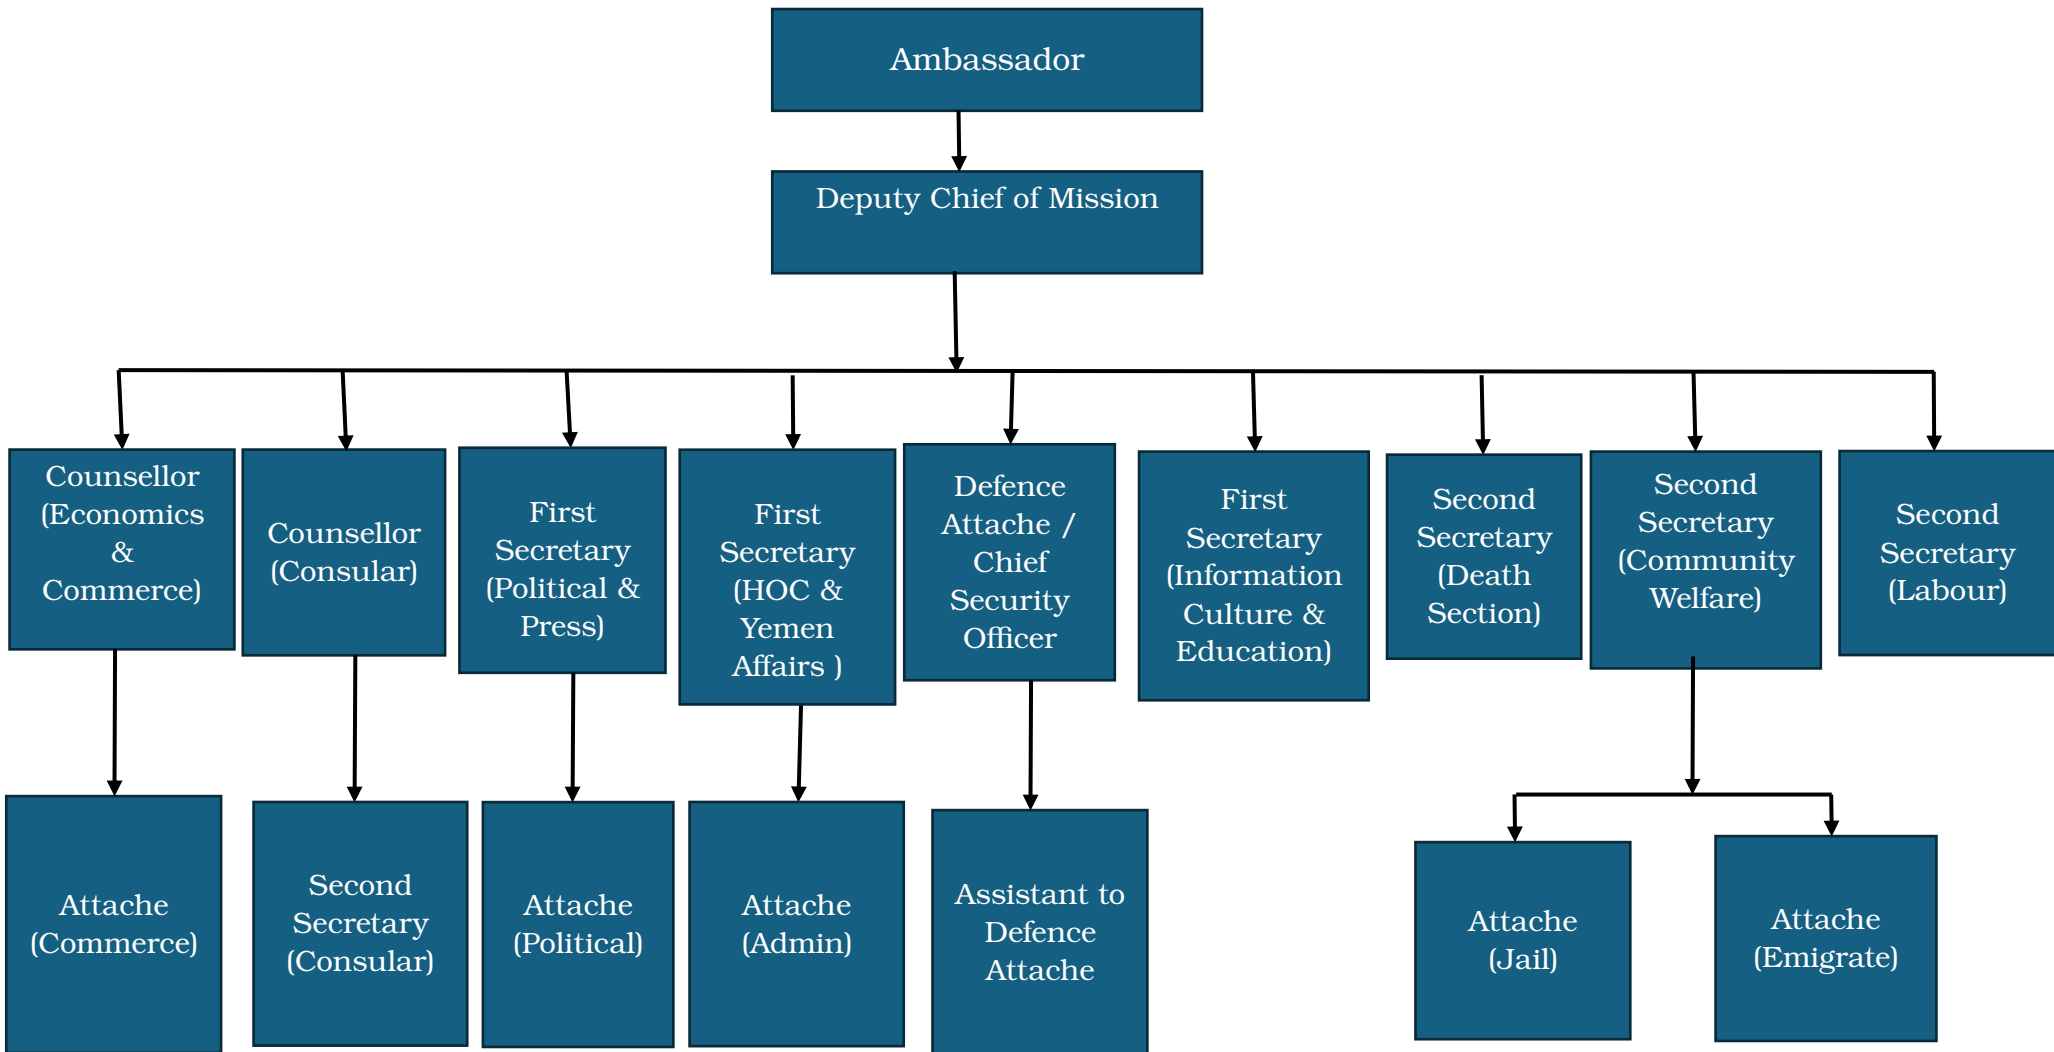 Ambassador
Deputy Chief of Mission
Counsellor
(Economics
&
Commerce)
Counsellor
(Consular)
First
Secretary
(Political &
Press)
First
Secretary
(HOC &
Yemen
Affairs )
Defence
Attache /
Chief
Security
Officer
First
Secretary
(Information
Culture &
Education)
Second
Secretary
(Death
Section)
Second
Secretary
(Community
Welfare)
Second
Secretary
(Labour)
Attache
(Commerce)
Second
Secretary
(Consular)
Attache
(Political)
Attache
(Admin)
Assistant to
Defence
Attache
Attache
(Jail)
Attache
(Emigrate)